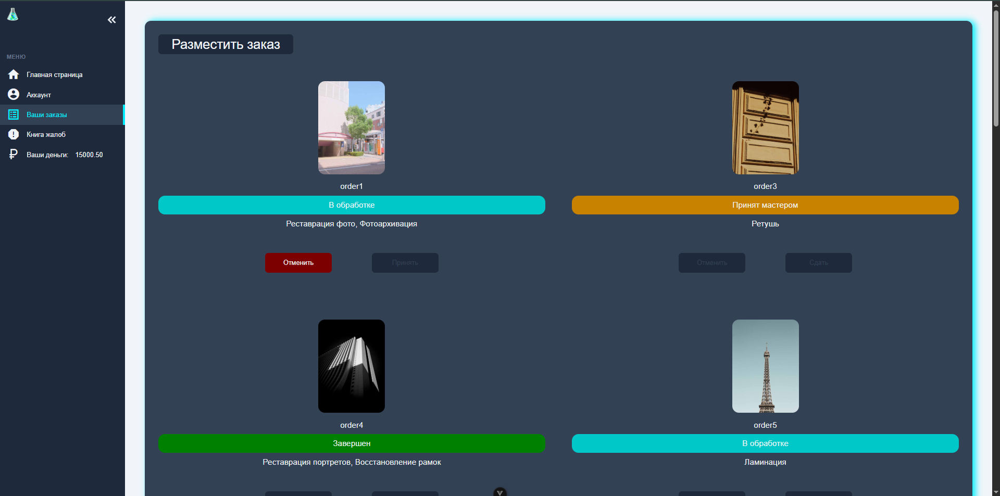 МЕНЮ
Главная страница
Аккаунт
Ваши заказы
Книга жалоб
Ваши деньги: 15000.50
Разместить заказ
order1
В обработке
Реставрация фото, Фотоархивация
Отменить
Принять
order3
Принят мастером
Ретушь
Отменить
Сдать
order4
Завершен
Реставрация портретов, Восстановление рамок
order5
В обработке
Ламинация